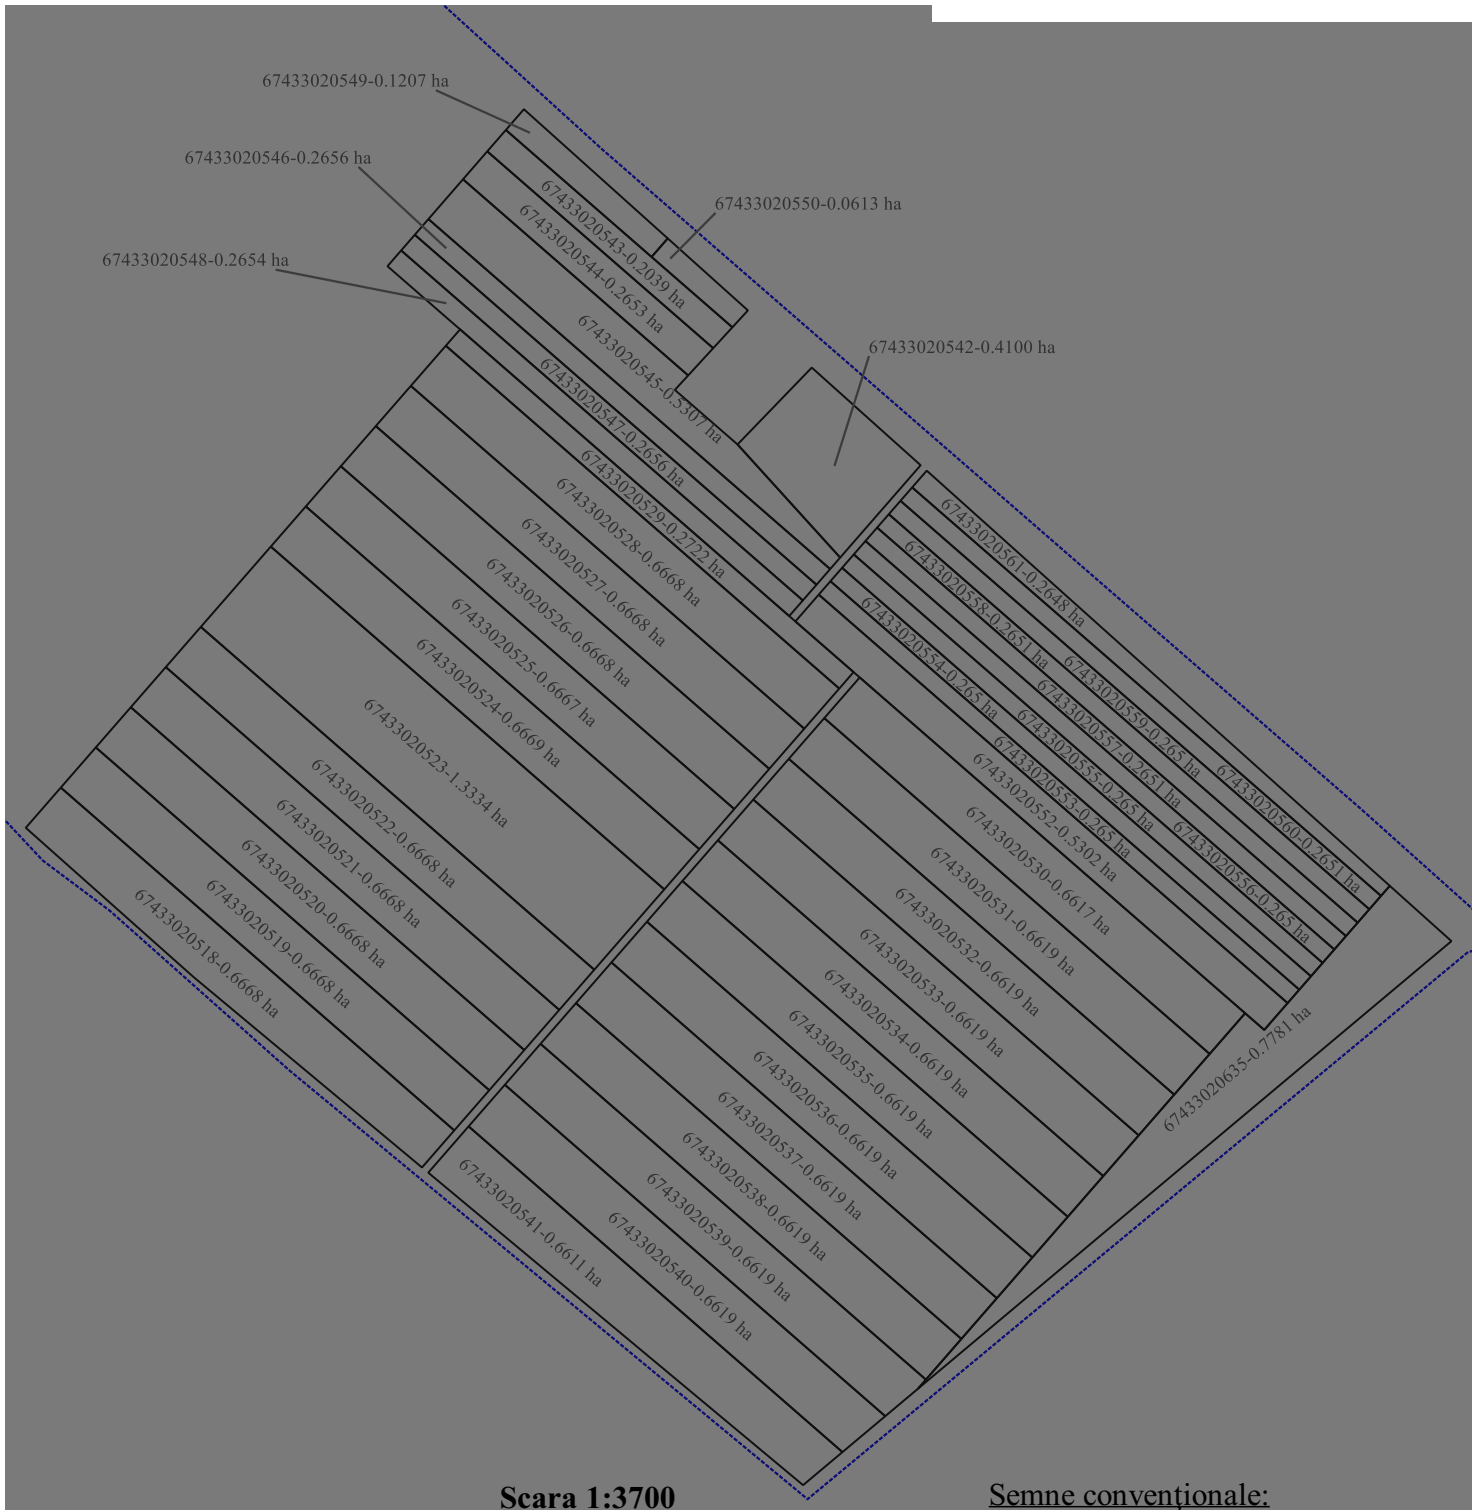 67433020549-0.1207 ha
67433020546-0.2656 ha
67433020550-0.0613 ha
67433020548-0.2654 ha
67433020543-0.2039 ha
67433020544-0.2653 ha
67433020545-0.5307 ha
67433020542-0.4100 ha
67433020547-0.2656 ha
67433020529-0.2722 ha
67433020528-0.6668 ha
67433020527-0.6668 ha
67433020526-0.6668 ha
67433020525-0.6667 ha
67433020524-0.6669 ha
67433020523-1.3334 ha
67433020522-0.6668 ha
67433020521-0.6668 ha
67433020520-0.6668 ha
67433020519-0.6668 ha
67433020518-0.6668 ha
67433020561-0.2648 ha
67433020558-0.2651 ha
67433020554-0.265 ha
67433020559-0.265 ha
67433020557-0.2651 ha
67433020555-0.265 ha
67433020553-0.265 ha
67433020552-0.5302 ha
67433020560-0.2651 ha
67433020556-0.265 ha
67433020530-0.6617 ha
67433020531-0.6619 ha
67433020532-0.6619 ha
67433020533-0.6619 ha
67433020534-0.6619 ha
67433020535-0.6619 ha
67433020536-0.6619 ha
67433020537-0.6619 ha
67433020538-0.6619 ha
67433020539-0.6619 ha
67433020540-0.6619 ha
67433020541-0.6611 ha
67433020635-0.7781 ha
Scara 1:3700
Semne convenționale: